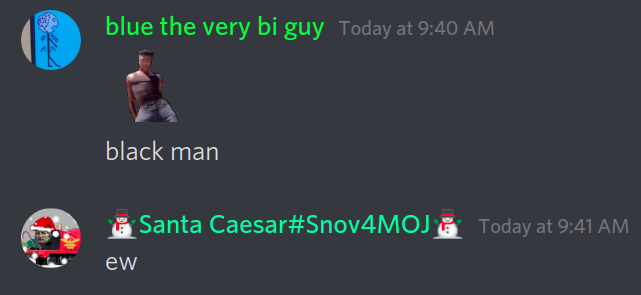 blue the very bi guy Today at 9:40 AM
black man
⛄Santa Caesar#Snov4MOJ⛄ Today at 9:41 AM
ew